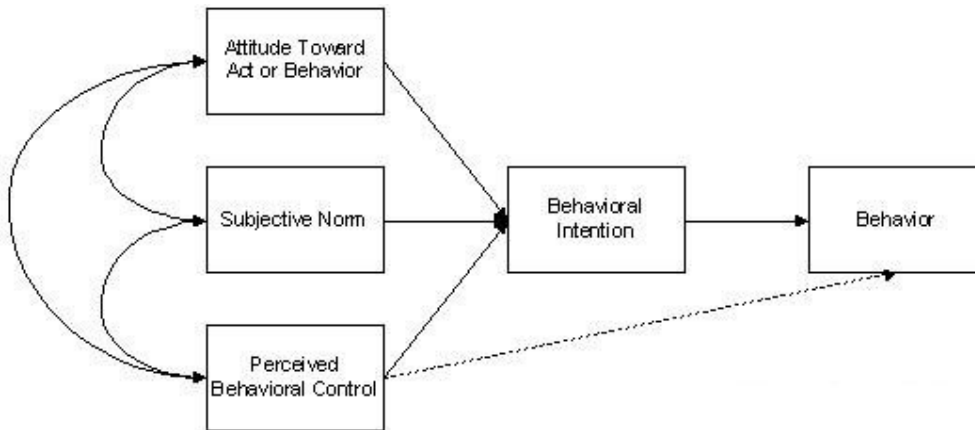 Attitude Toward
Act or Behavior
Subjective Norm
Behavioral
Intention
Behavior
Perceived
Behavioral Control